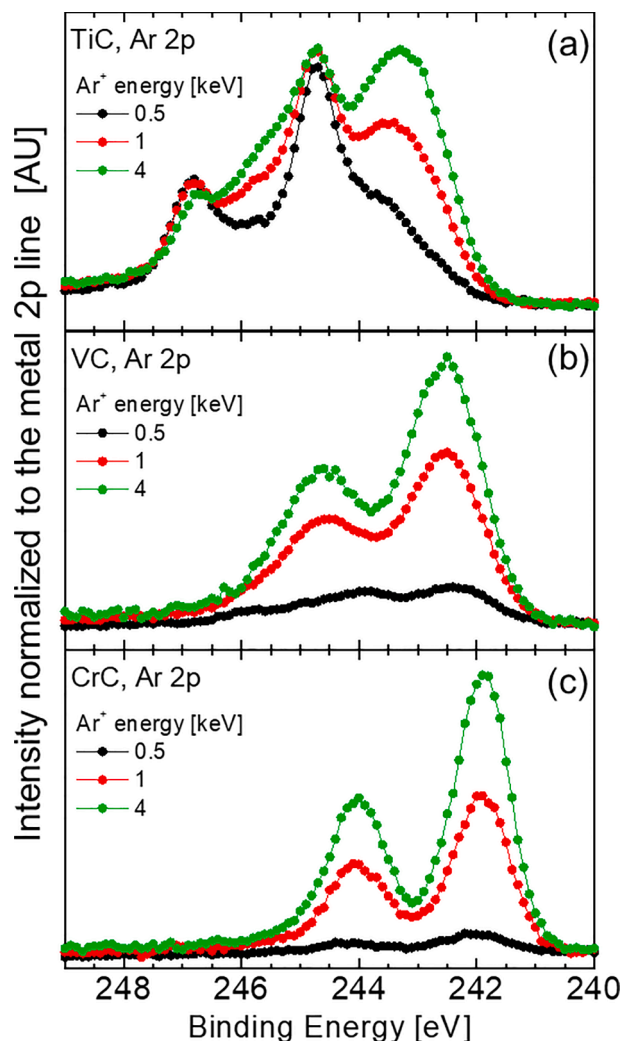 Intensity normalized to the metal 2p line [AU]
TiC, Ar 2p
(a)
Ar⁺ energy [keV]
0.5
1
4
VC, Ar 2p
(b)
Ar⁺ energy [keV]
0.5
1
4
CrC, Ar 2p
(c)
Ar⁺ energy [keV]
0.5
1
4
248 246 244 242 240
Binding Energy [eV]